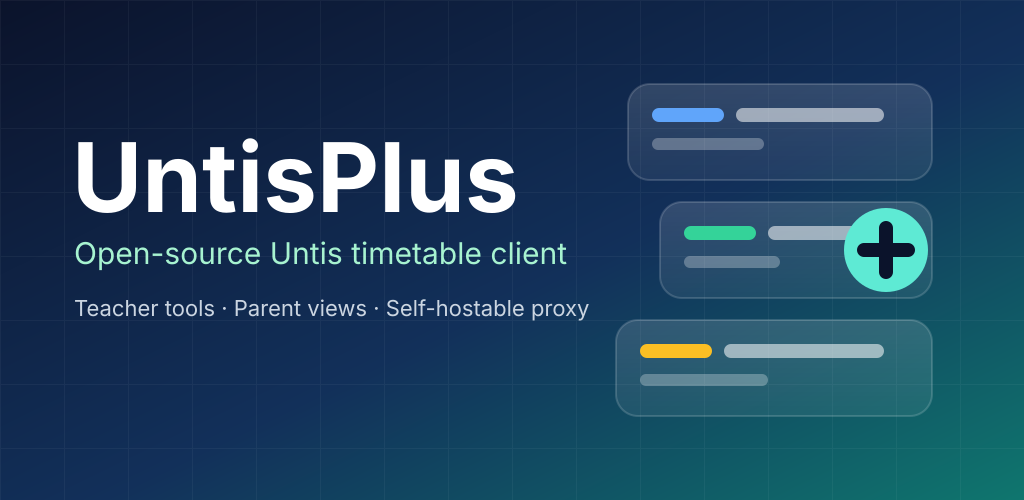 UntisPlus
Open-source Untis timetable client
Teacher tools · Parent views · Self-hostable proxy